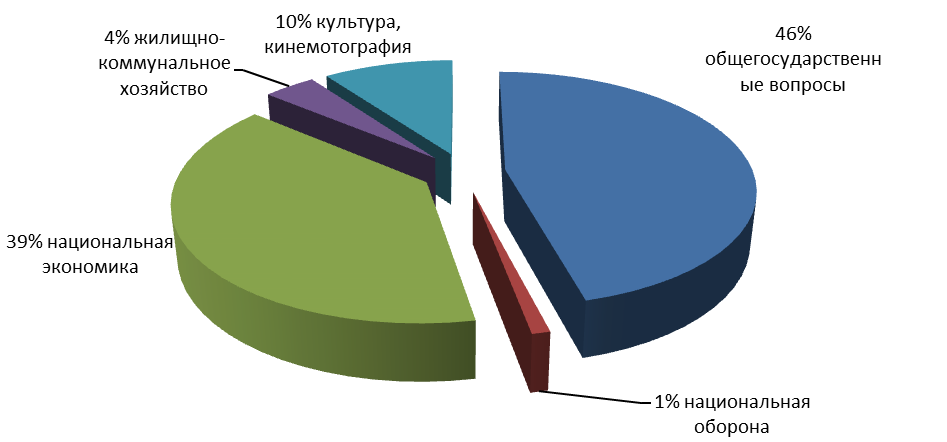 10% культура,
кинемотография
4% жилищно-
коммунальное
хозяйство
46%
общегосударственн
ые вопросы
39% национальная
экономика
1% национальная
оборона